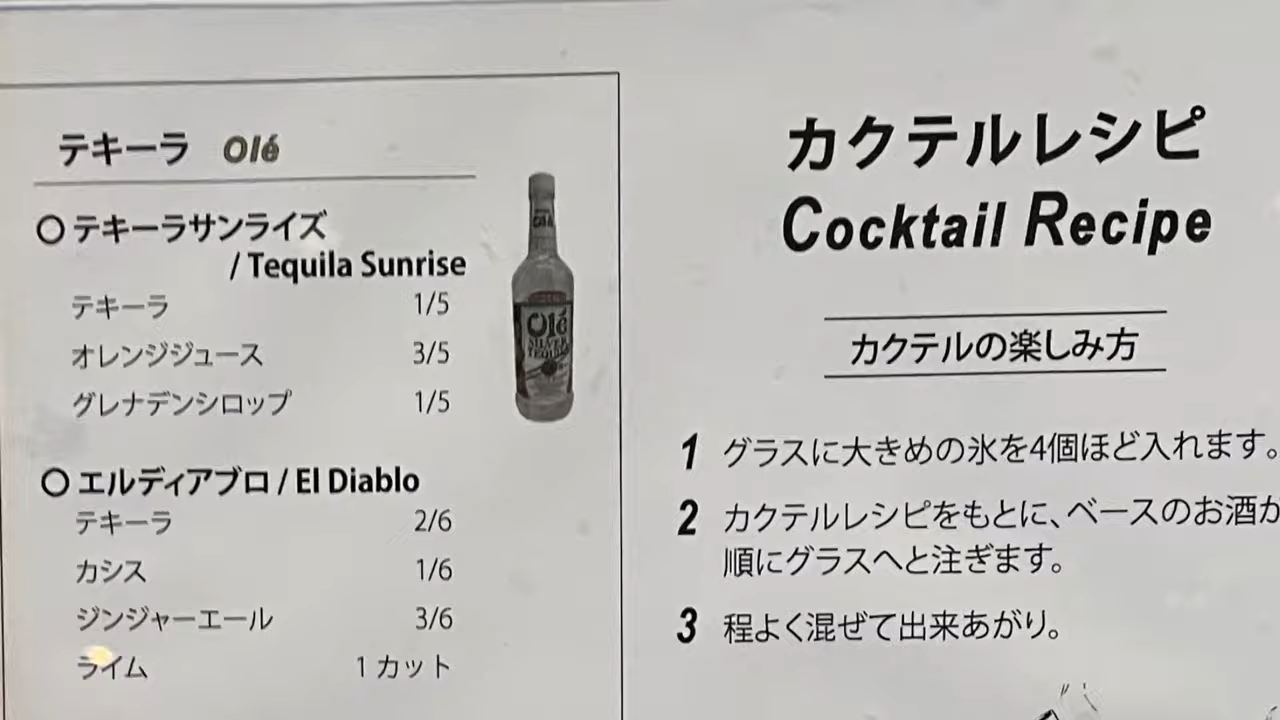 テキーラ Olé
○テキーラサンライズ
/ Tequila Sunrise
テキーラ 1/5
オレンジジュース 3/5
グレナデンシロップ 1/5
Olé
Olé
SILVER
TEQUILA
○エルディアブロ / El Diablo
テキーラ 2/6
カシス 1/6
ジンジャーエール 3/6
ライム 1カット
カクテルレシピ
Cocktail Recipe
カクテルの楽しみ方
1 グラスに大きめの氷を4個ほど入れます。
2 カクテルレシピをもとに、ベースのお酒か
順にグラスへと注ぎます。
3 程よく混ぜて出来あがり。